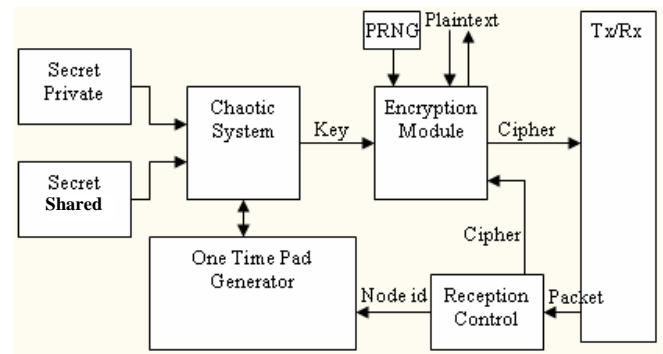 PRNG
Plaintext
Tx/Rx
Secret
Private
Chaotic
System
Key
Encryption
Module
Cipher
Secret
Shared
Cipher
One Time Pad
Generator
Node id
Reception
Control
Packet